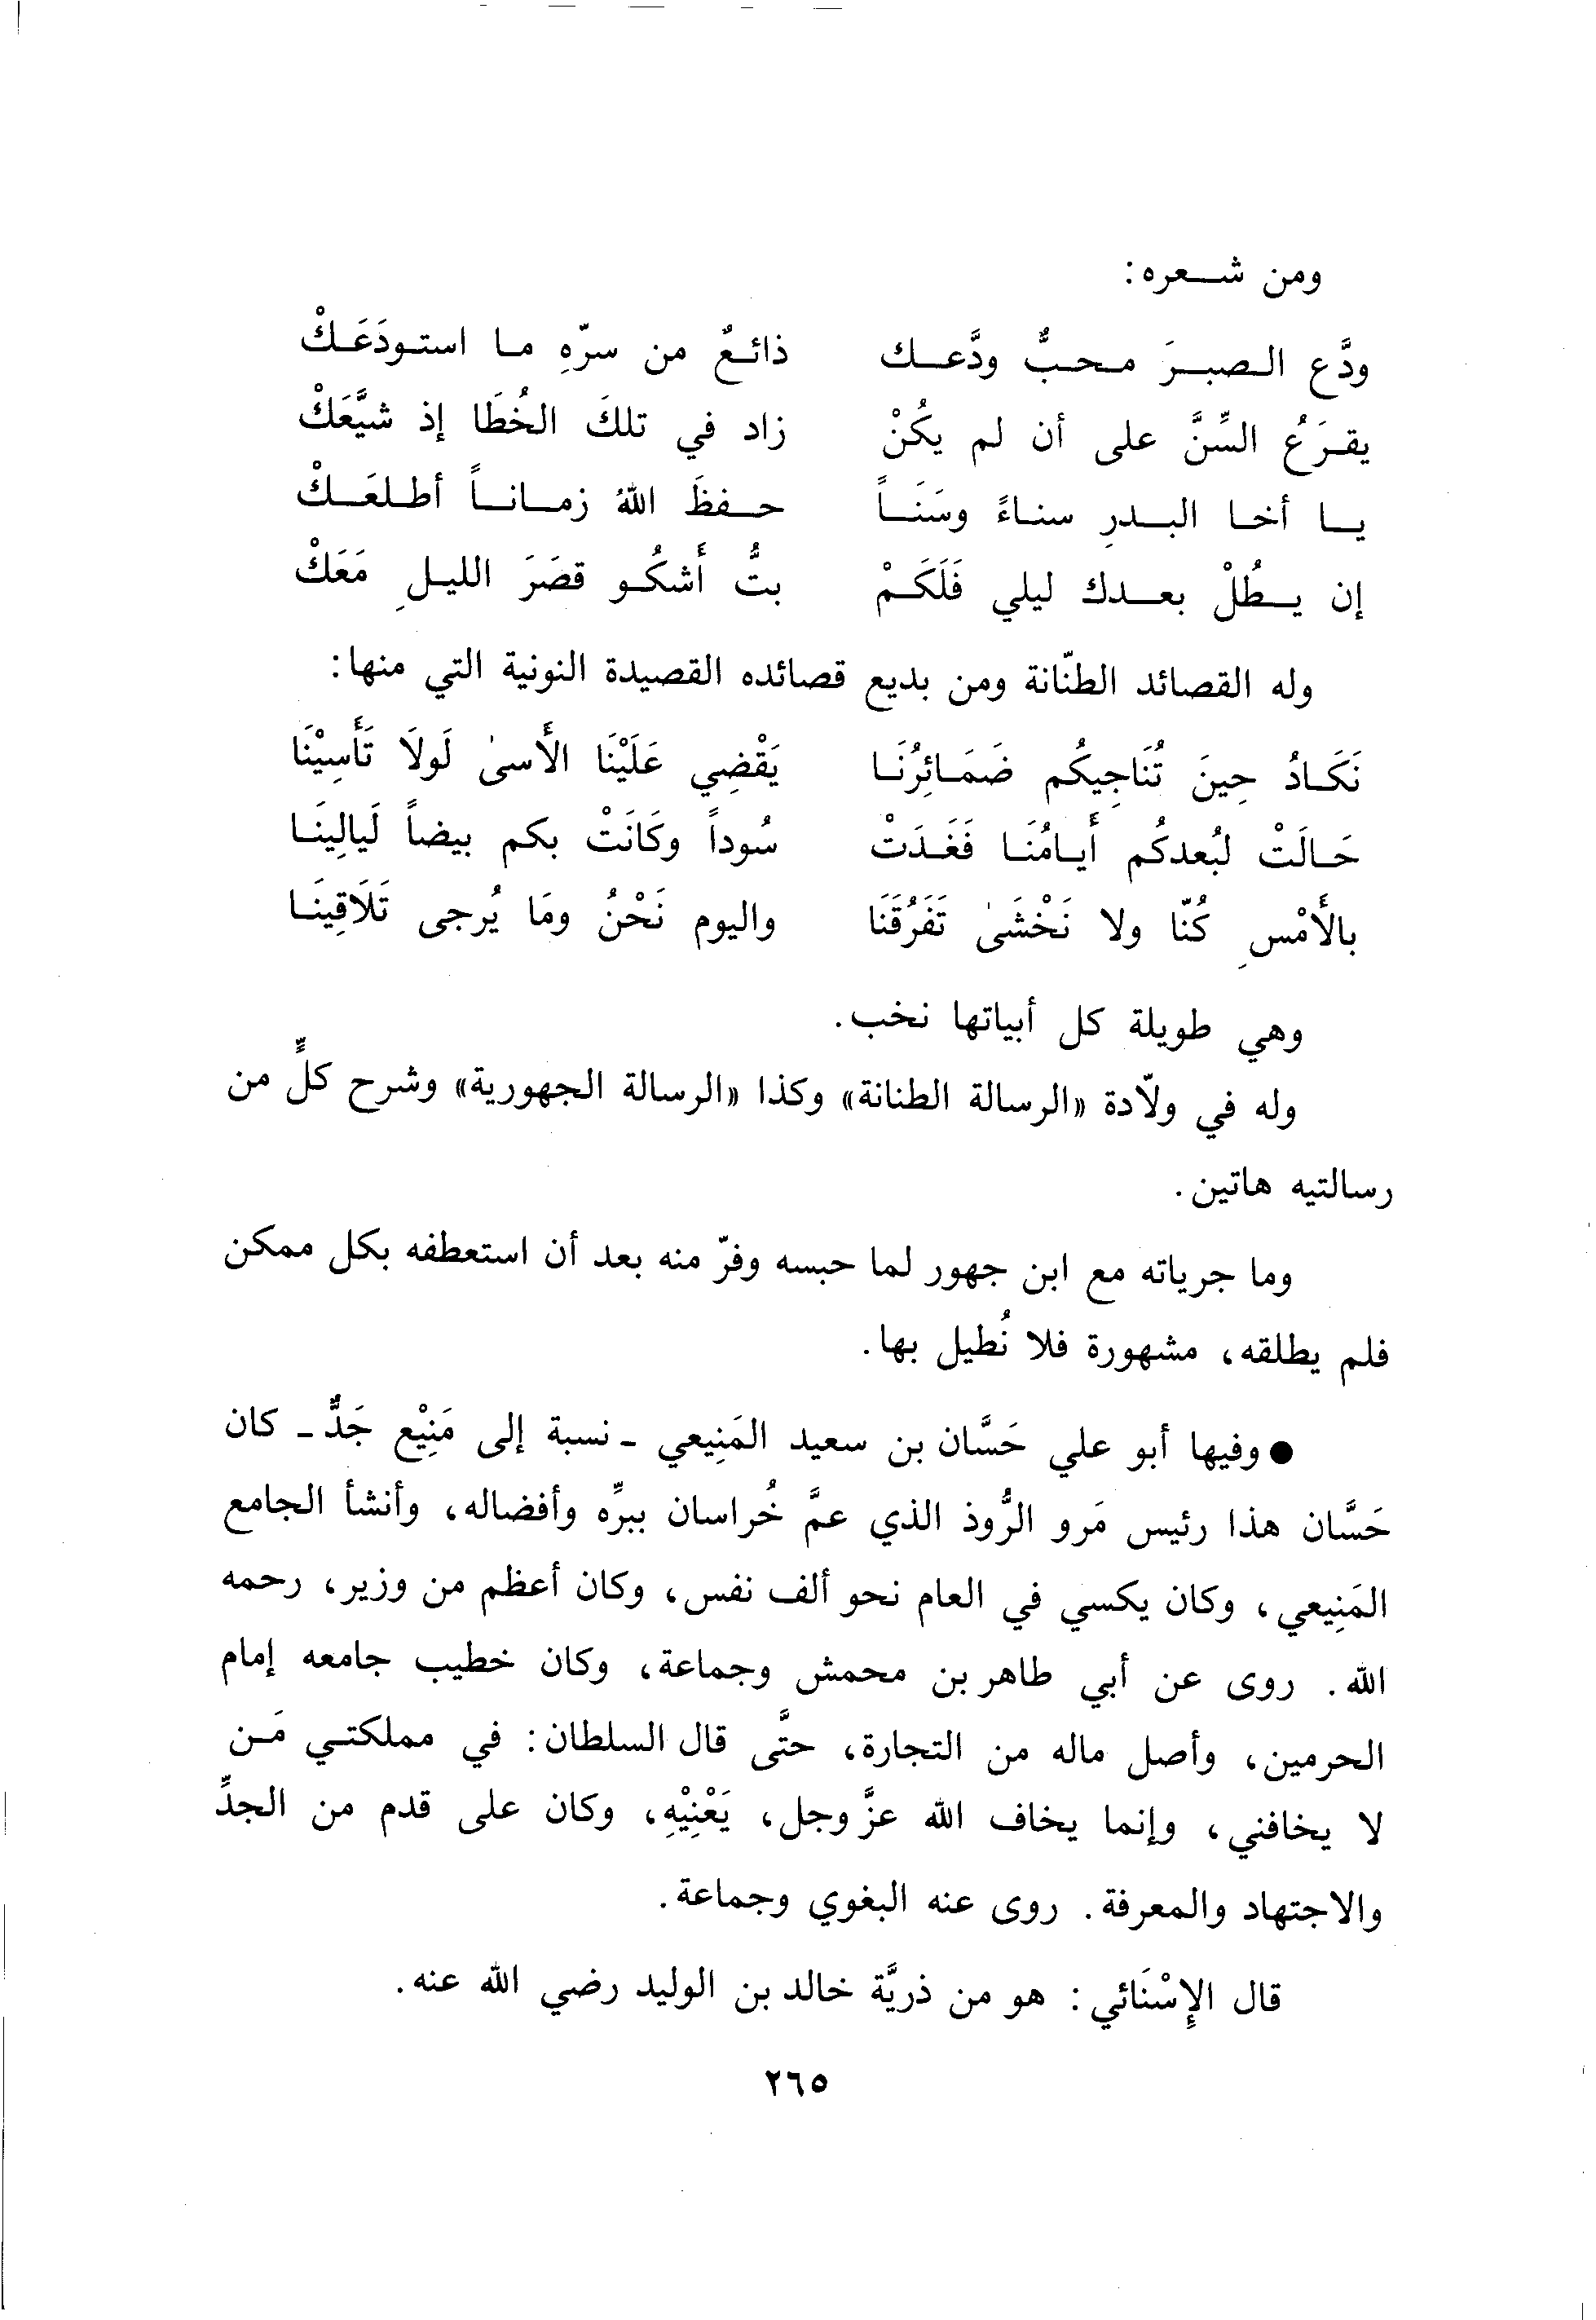 ومن شعره:
ودَّع الصبرَ محبٌّ ودَّعك ذائعٌ من سرّهِ ما استودَعَكْ
يقرَعُ السِّنَّ على أن لم يكُنْ زاد في تلكَ الخُطَا إذ شيَّعَكْ
يا أخا البدرِ سناءً وسَنَاً حفظَ اللهُ زماناً أطلعَكْ
إن يطُلْ بعدك ليلي فَلَكَمْ بتُّ أَشكُو قصَرَ الليلِ مَعَكْ
وله القصائد الطنّانة ومن بديع قصائده القصيدة النونية التي منها:
نَكَادُ حِينَ تُنَاجِيكُم ضَمَائِرُنَا يَقْضِي عَلَيْنَا الأَسىٰ لَولاَ تَأَسِيْنَا
حَالَتْ لبُعدكُم أَيامُنَا فَغَدَتْ سُوداً وكَانَتْ بكم بيضاً لَيالِينَا
بالأَمْسِ كُنّا ولا نَخْشَىٰ تَفَرُقَنَا واليوم نَحْنُ ومَا يُرجى تَلَاقِينَا
وهي طويلة كل أبياتها نخب.
وله في ولاّدة «الرسالة الطنانة» وكذا «الرسالة الجهورية» وشرح كلٍّ من
رسالتيه هاتين.
وما جرياته مع ابن جهور لما حبسه وفرّ منه بعد أن استعطفه بكل ممكن
فلم يطلقه، مشهورة فلا نُطيل بها.
● وفيها أبو علي حَسَّان بن سعيد المَنِيعي ـ نسبة إلى مَنِيْع جَدٌّ ـ كان
حَسَّان هذا رئيس مَرو الرُّوذ الذي عمَّ خُراسان ببرِّه وأفضاله، وأنشأ الجامع
المَنِيعي، وكان يكسي في العام نحو ألف نفس، وكان أعظم من وزير، رحمه
الله. روى عن أبي طاهر بن محمش وجماعة، وكان خطيب جامعه إمام
الحرمين، وأصل ماله من التجارة، حتَّى قال السلطان: في مملكتي مَن
لا يخافني، وإنما يخاف الله عزَّ وجل، يَعْنِيْهِ، وكان على قدم من الجدِّ
والاجتهاد والمعرفة. روى عنه البغوي وجماعة.
قال الإِسْنَائي: هو من ذريَّة خالد بن الوليد رضي الله عنه.
٢٦٥